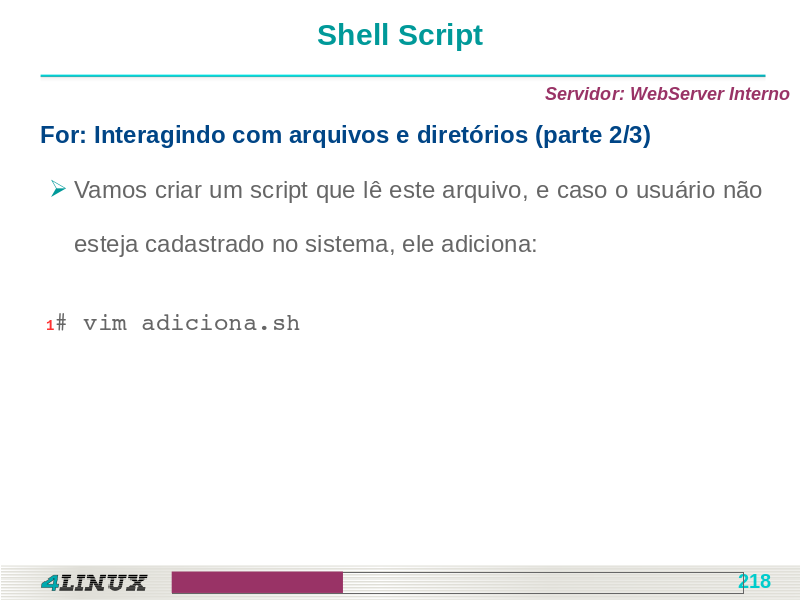 Shell Script
Servidor: WebServer Interno
For: Interagindo com arquivos e diretórios (parte 2/3)
Vamos criar um script que lê este arquivo, e caso o usuário não
esteja cadastrado no sistema, ele adiciona:
1# vim adiciona.sh
4LINUX
218